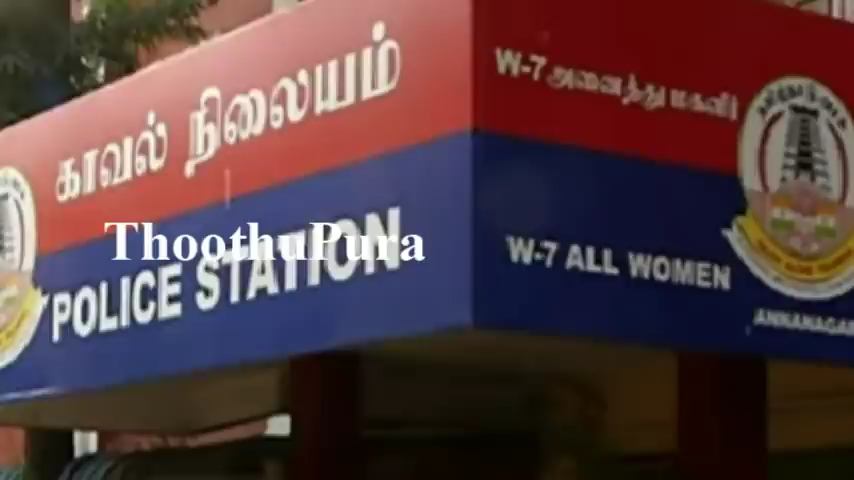 காவல் நிலையம்
ThoothuPura
POLICE STATION
W-7 அனைத்து மகளிர்
W-7 ALL WOMEN
ANNANAGAR